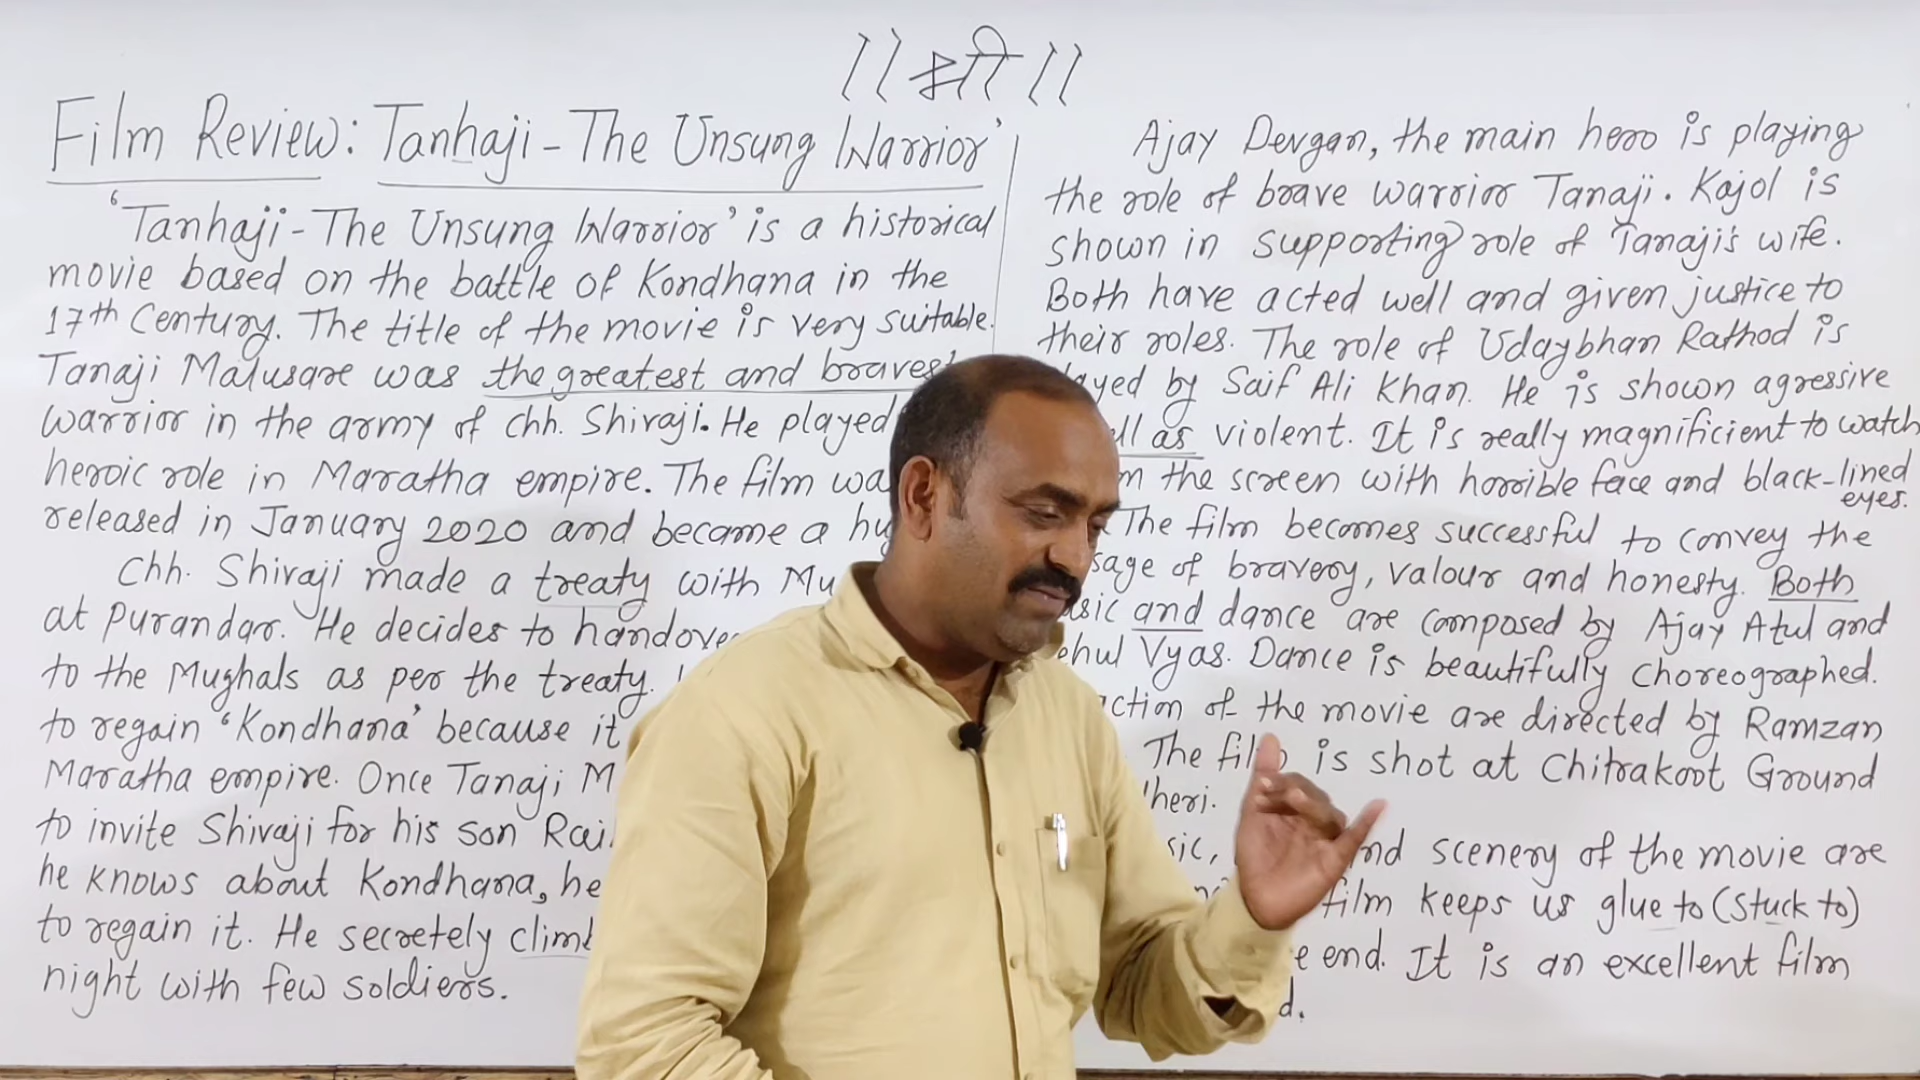 ।। श्री ।।
Film Review: Tanhaji - The Unsung Warrior'
'Tanhaji - The Unsung Warrior' is a historical
movie based on the battle of Kondhana in the
17th Century. The title of the movie is very suitable.
Tanaji Malusare was the greatest and braves
warrior in the army of Chh. Shivaji. He played
heroic role in Maratha empire. The film wa
released in January 2020 and became a hu
Chh. Shivaji made a treaty with Mu
at Purandar. He decides to handove
to the Mughals as per the treaty.
to regain 'Kondhana' because it
Maratha empire. Once Tanaji M
to invite Shivaji for his son Rai
he knows about Kondhana, he
to regain it. He secretely climb
night with few soldiers.
Ajay Devgan, the main hero is playing
the role of brave warrior Tanaji. Kajol is
shown in supporting role of Tanaji's wife.
Both have acted well and given justice to
their roles. The role of Udaybhan Rathod is
layed by Saif Ali Khan. He is shown agressive
ll as violent. It is really magnificient to watch
m the screen with horrible face and black-lined
eyes.
The film becomes successful to convey the
sage of bravery, valour and honesty. Both
sic and dance are composed by Ajay Atul and
ehul Vyas. Dance is beautifully choreographed.
ction of the movie are directed by Ramzan
The film is shot at Chitrakoot Ground
heri.
sic, nd scenery of the movie are
film keeps us glue to (stuck to)
e end. It is an excellent film
d.